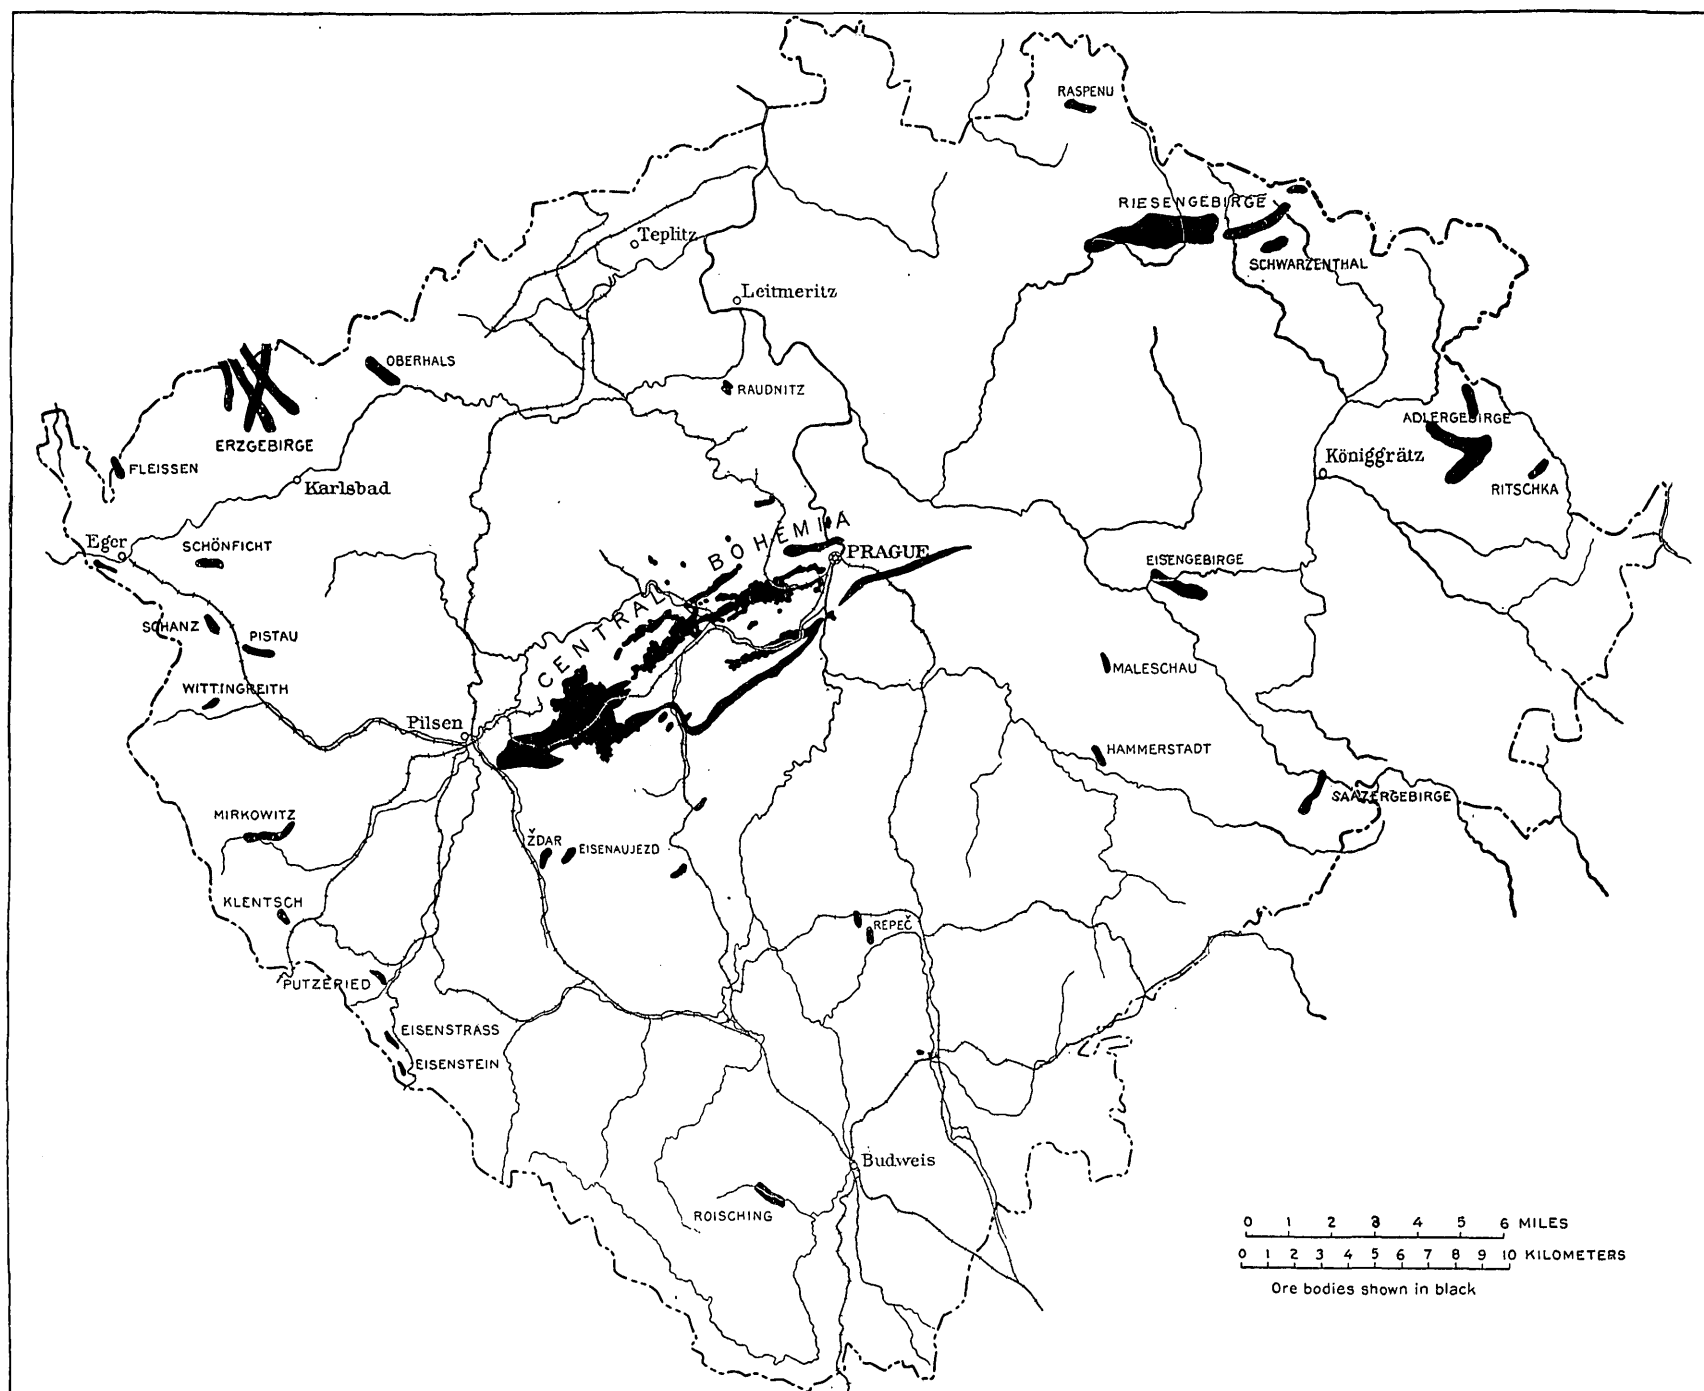 RASPENU
RIESENGEBIRGE
Teplitz
SCHWARZENTHAL
Leitmeritz
OBERHALS
RAUDNITZ
ADLERGEBIRGE
ERZGEBIRGE
Königgrätz
FLEISSEN
RITSCHKA
Karlsbad
CENTRAL BOHEMIA
Eger
SCHÖNFICHT
PRAGUE
EISENGEBIRGE
SCHANZ
PISTAU
MALESCHAU
WITTINGREITH
Pilsen
HAMMERSTADT
SAAZERGEBIRGE
MIRKOWITZ
ŽDAR
EISENAUJEZD
KLENTSCH
REPEČ
PUTZERIED
EISENSTRASS
EISENSTEIN
Budweis
ROISCHING
0 1 2 3 4 5 6 MILES
0 1 2 3 4 5 6 7 8 9 10 KILOMETERS
Ore bodies shown in black